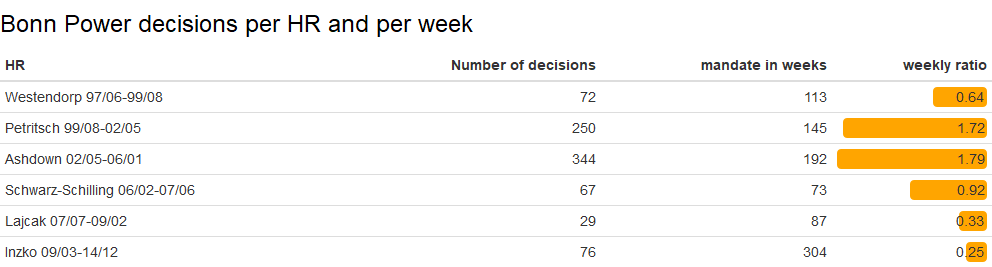 Bonn Power decisions per HR and per week
HR Number of decisions mandate in weeks weekly ratio
Westendorp 97/06-99/08 72 113 0.64
Petritsch 99/08-02/05 250 145 1.72
Ashdown 02/05-06/01 344 192 1.79
Schwarz-Schilling 06/02-07/06 67 73 0.92
Lajcak 07/07-09/02 29 87 0.33
Inzko 09/03-14/12 76 304 0.25